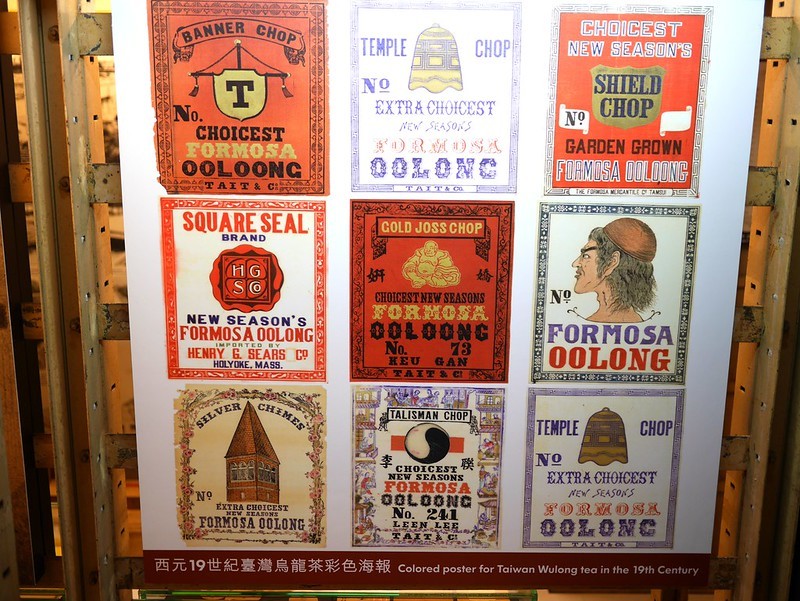 BANNER CHOP
T
No.
CHOICEST
FORMOSA
OOLOONG
TAIT & Co
TEMPLE CHOP
No
EXTRA CHOICEST
NEW SEASONS
FORMOSA
OOLONG
TAIT & Co.
CHOICEST
NEW SEASON'S
SHIELD
CHOP
No
GARDEN GROWN
FORMOSA OOLOONG
THE FORMOSA MERCANTILE Co TAMSUI
SQUARE SEAL
BRAND
HG
SCo
NEW SEASON'S
FORMOSA OOLONG
IMPORTED BY
HENRY G. SEARS Co
HOLYOKE, MASS.
GOLD JOSS CHOP
CHOICEST NEW SEASONS
FORMOSA
OOLOONG
No. 73
KEU GAN
TAIT & Co
No
FORMOSA
OOLONG
SILVER CHIMES
No
EXTRA CHOICEST
NEW SEASONS
FORMOSA OOLONG
TALISMAN CHOP
李 聯
CHOICEST
NEW SEASONS
FORMOSA
OOLOONG
No. 241
LEEN LEE
TAIT & Co
TEMPLE CHOP
No
EXTRA CHOICEST
NEW SEASONS
FORMOSA
OOLONG
TAIT & Co.
西元19世紀臺灣烏龍茶彩色海報 Colored poster for Taiwan Wulong tea in the 19th Century